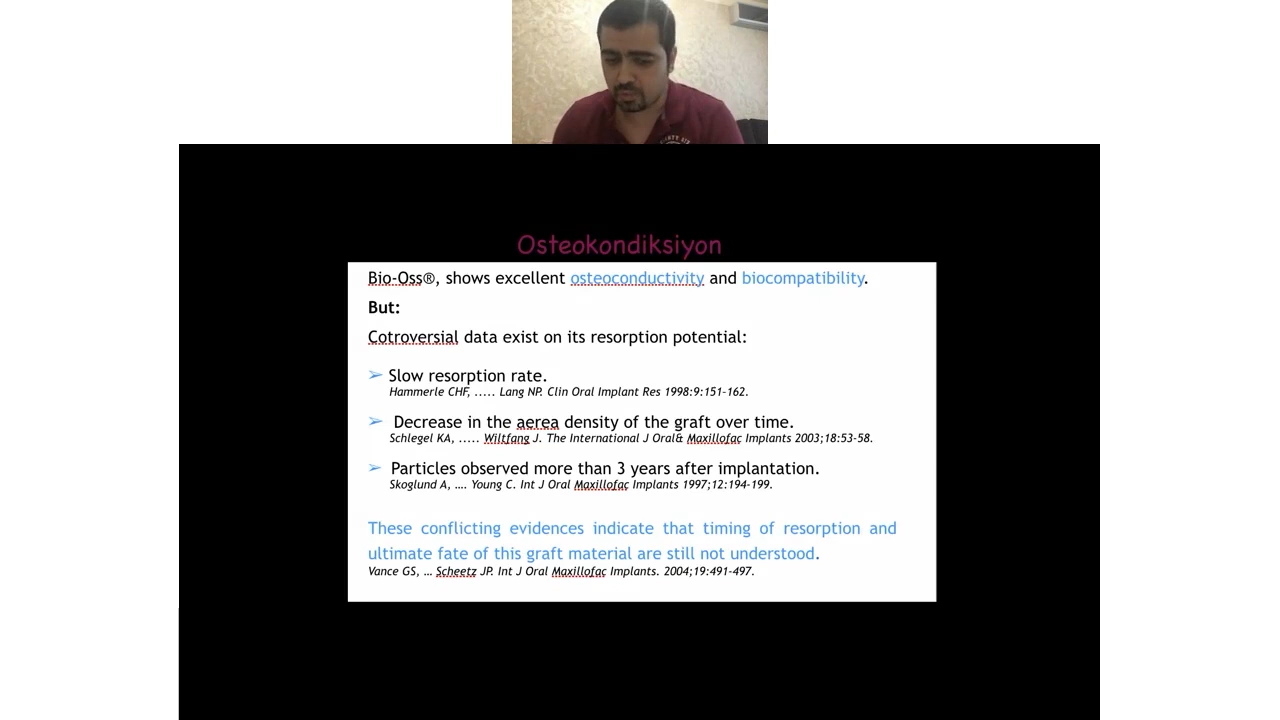 Osteokondiksiyon
Bio-Oss®, shows excellent osteoconductivity and biocompatibility.
But:
Cotroversial data exist on its resorption potential:
➢ Slow resorption rate.
Hammerle CHF, ..... Lang NP. Clin Oral Implant Res 1998:9:151-162.
➢ Decrease in the aerea density of the graft over time.
Schlegel KA, ..... Wiltfang J. The International J Oral& Maxillofac Implants 2003;18:53-58.
➢ Particles observed more than 3 years after implantation.
Skoglund A, .... Young C. Int J Oral Maxillofac Implants 1997;12:194-199.
These conflicting evidences indicate that timing of resorption and
ultimate fate of this graft material are still not understood.
Vance GS, … Scheetz JP. Int J Oral Maxillofac Implants. 2004;19:491-497.